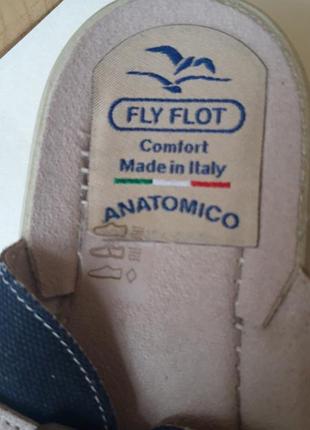 FLY FLOT
Comfort
Made in Italy
ANATOMICO